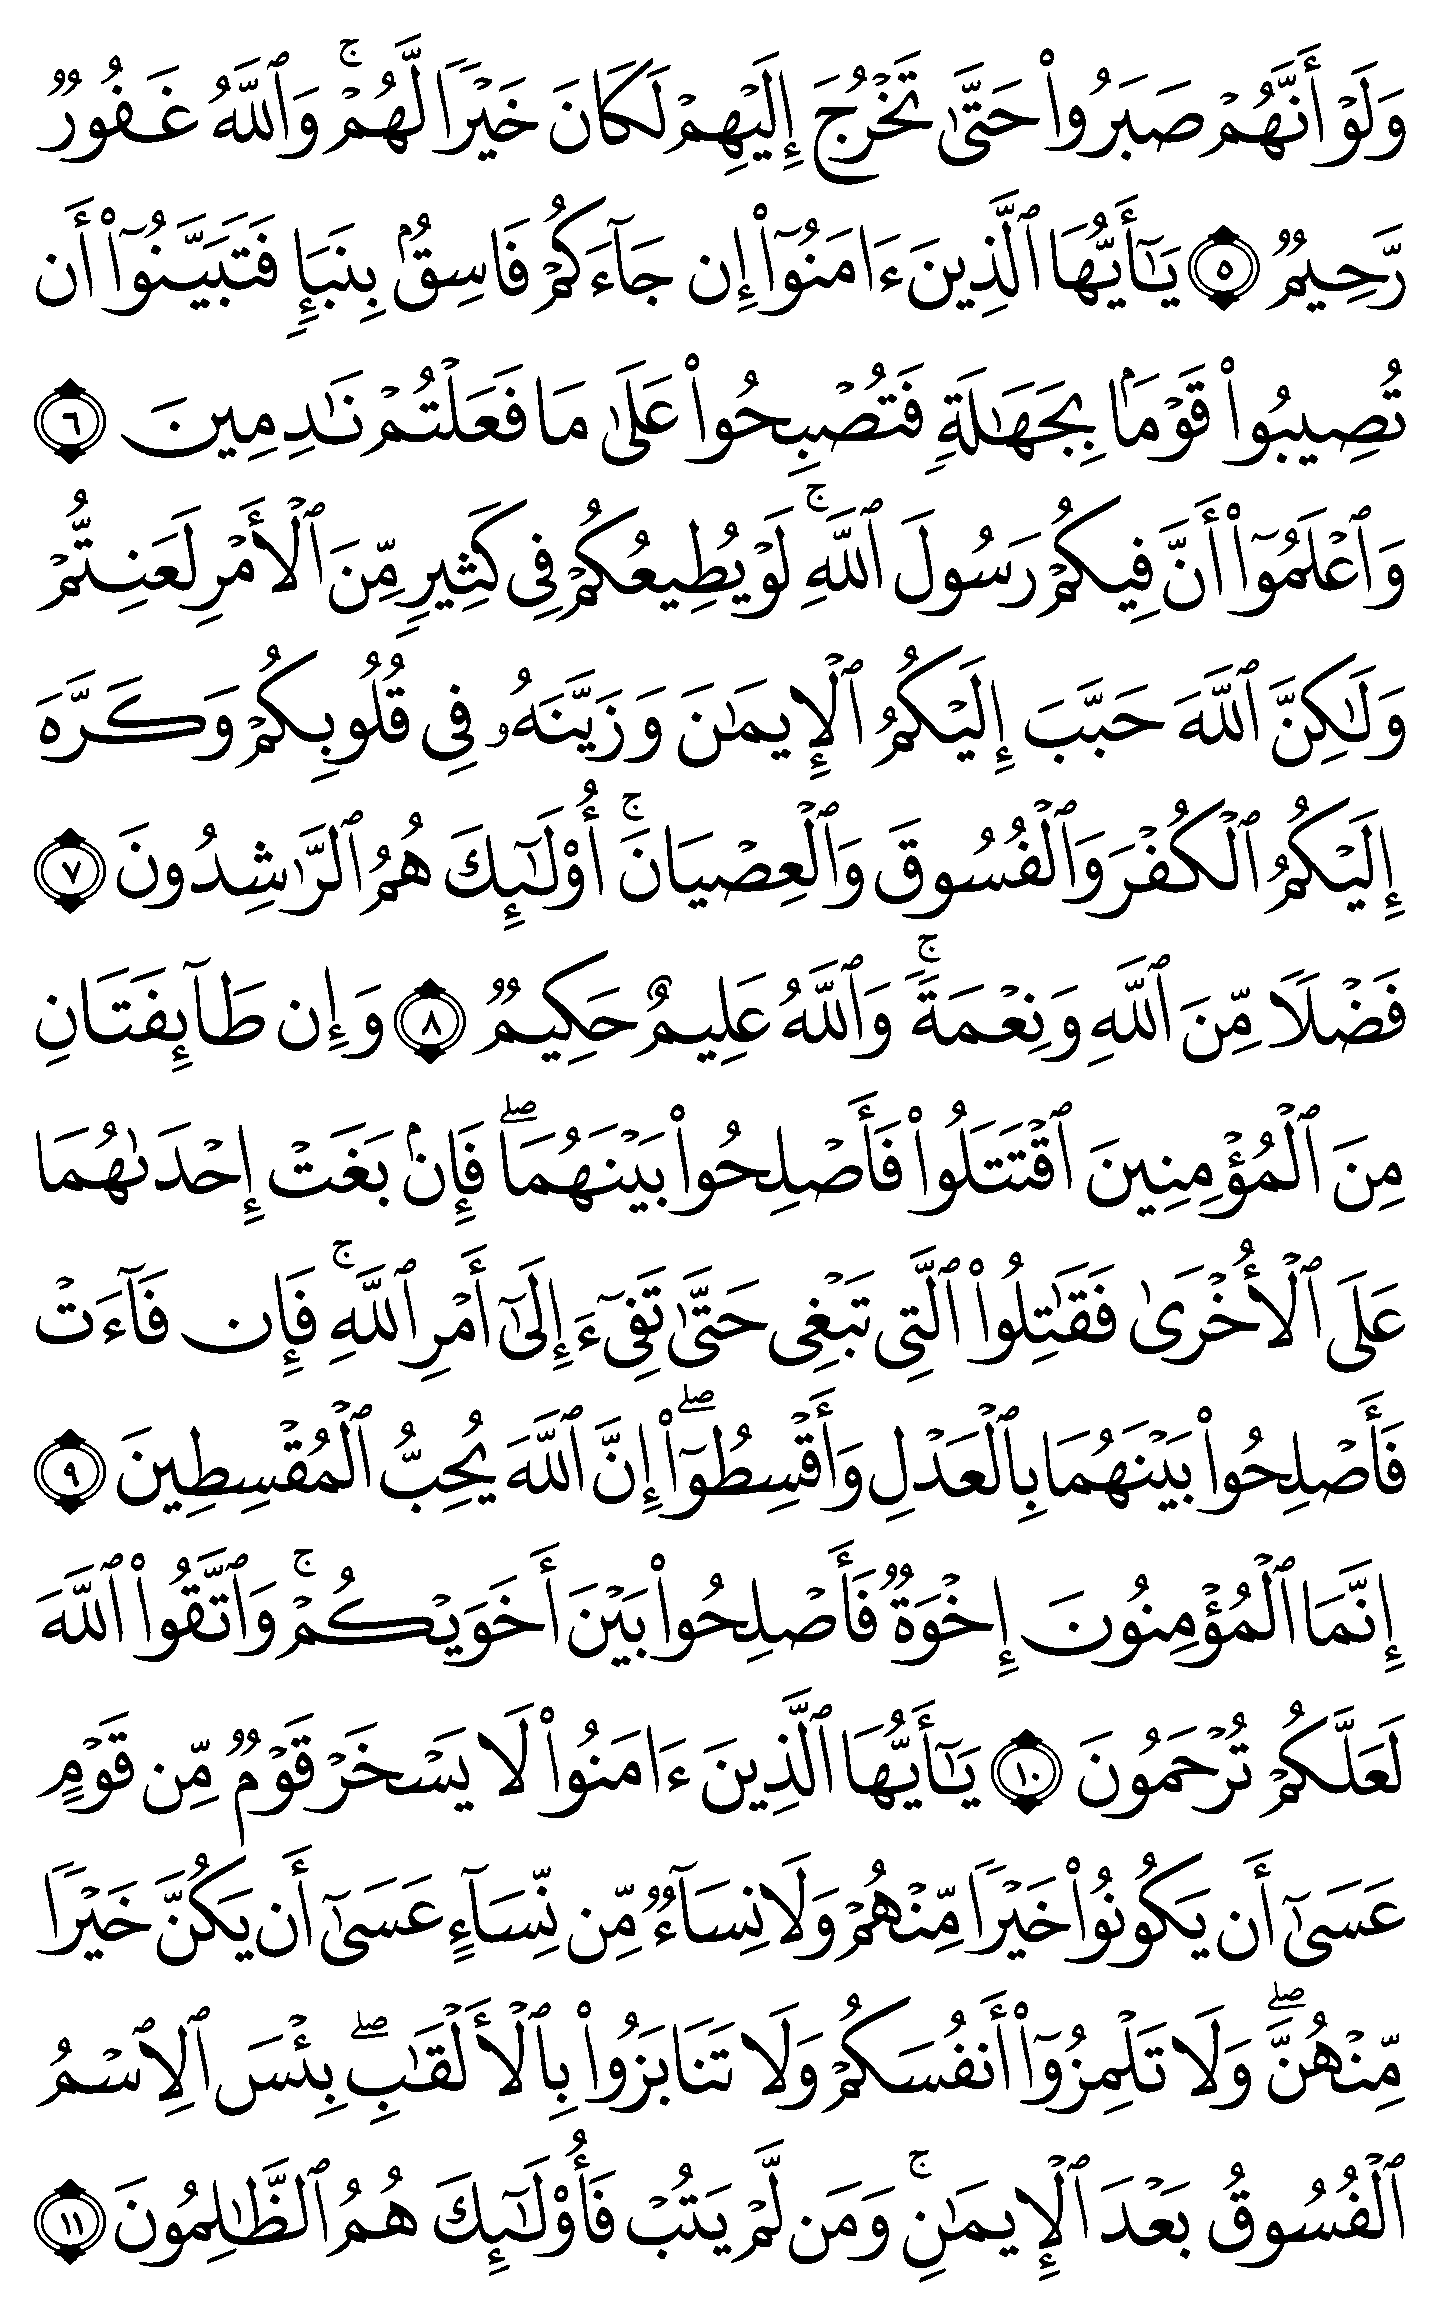 وَلَوۡ أَنَّهُمۡ صَبَرُواْ حَتَّىٰ تَخۡرُجَ إِلَيۡهِمۡ لَكَانَ خَيۡرٗا لَّهُمۡۚ وَٱللَّهُ غَفُورٞ
رَّحِيمٞ ٥ يَٰٓأَيُّهَا ٱلَّذِينَ ءَامَنُوٓاْ إِن جَآءَكُمۡ فَاسِقُۢ بِنَبَإٖ فَتَبَيَّنُوٓاْ أَن
تُصِيبُواْ قَوۡمَۢا بِجَهَٰلَةٖ فَتُصۡبِحُواْ عَلَىٰ مَا فَعَلۡتُمۡ نَٰدِمِينَ ٦
وَٱعۡلَمُوٓاْ أَنَّ فِيكُمۡ رَسُولَ ٱللَّهِۚ لَوۡ يُطِيعُكُمۡ فِي كَثِيرٖ مِّنَ ٱلۡأَمۡرِ لَعَنِتُّمۡ
وَلَٰكِنَّ ٱللَّهَ حَبَّبَ إِلَيۡكُمُ ٱلۡإِيمَٰنَ وَزَيَّنَهُۥ فِي قُلُوبِكُمۡ وَكَرَّهَ
إِلَيۡكُمُ ٱلۡكُفۡرَ وَٱلۡفُسُوقَ وَٱلۡعِصۡيَانَۚ أُوْلَٰٓئِكَ هُمُ ٱلرَّٰشِدُونَ ٧
فَضۡلٗا مِّنَ ٱللَّهِ وَنِعۡمَةٗۚ وَٱللَّهُ عَلِيمٌ حَكِيمٞ ٨ وَإِن طَآئِفَتَانِ
مِنَ ٱلۡمُؤۡمِنِينَ ٱقۡتَتَلُواْ فَأَصۡلِحُواْ بَيۡنَهُمَاۖ فَإِنۢ بَغَتۡ إِحۡدَىٰهُمَا
عَلَى ٱلۡأُخۡرَىٰ فَقَٰتِلُواْ ٱلَّتِي تَبۡغِي حَتَّىٰ تَفِيٓءَ إِلَىٰٓ أَمۡرِ ٱللَّهِۚ فَإِن فَآءَتۡ
فَأَصۡلِحُواْ بَيۡنَهُمَا بِٱلۡعَدۡلِ وَأَقۡسِطُوٓاْۖ إِنَّ ٱللَّهَ يُحِبُّ ٱلۡمُقۡسِطِينَ ٩
إِنَّمَا ٱلۡمُؤۡمِنُونَ إِخۡوَةٞ فَأَصۡلِحُواْ بَيۡنَ أَخَوَيۡكُمۡۚ وَٱتَّقُواْ ٱللَّهَ
لَعَلَّكُمۡ تُرۡحَمُونَ ١٠ يَٰٓأَيُّهَا ٱلَّذِينَ ءَامَنُواْ لَا يَسۡخَرۡ قَوۡمٞ مِّن قَوۡمٍ
عَسَىٰٓ أَن يَكُونُواْ خَيۡرٗا مِّنۡهُمۡ وَلَا نِسَآءٞ مِّن نِّسَآءٍ عَسَىٰٓ أَن يَكُنَّ خَيۡرٗا
مِّنۡهُنَّۖ وَلَا تَلۡمِزُوٓاْ أَنفُسَكُمۡ وَلَا تَنَابَزُواْ بِٱلۡأَلۡقَٰبِۖ بِئۡسَ ٱلِٱسۡمُ
ٱلۡفُسُوقُ بَعۡدَ ٱلۡإِيمَٰنِۚ وَمَن لَّمۡ يَتُبۡ فَأُوْلَٰٓئِكَ هُمُ ٱلظَّٰلِمُونَ ١١